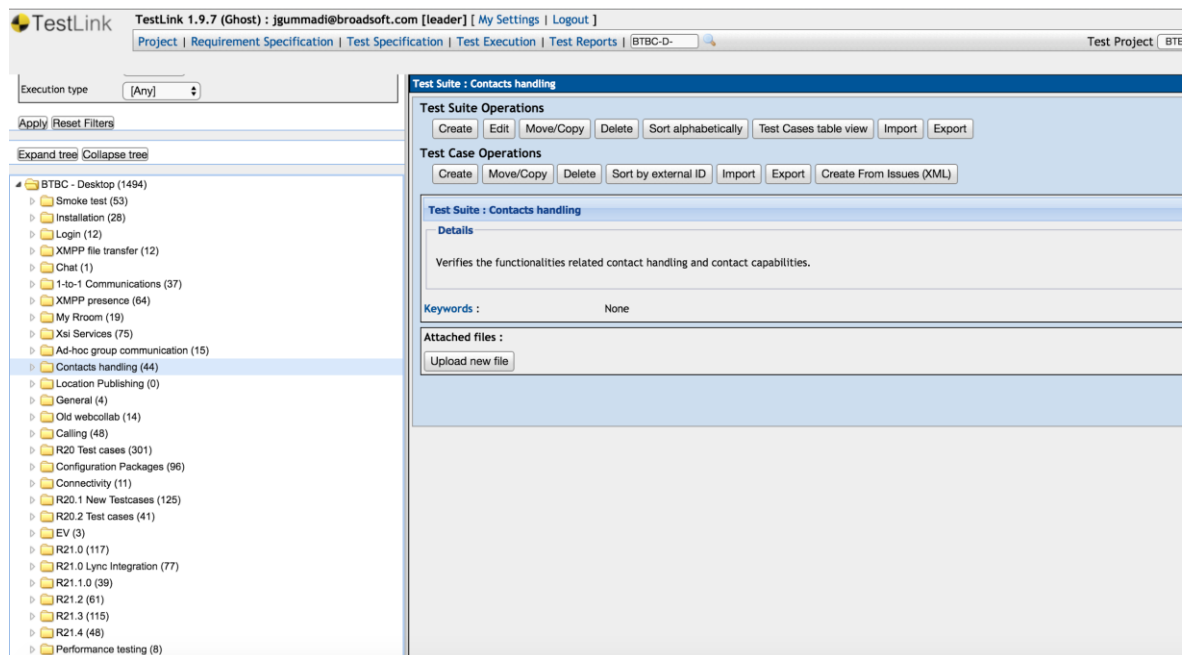 TestLink
TestLink 1.9.7 (Ghost) : jgummadi@broadsoft.com [leader] [ My Settings | Logout ]
Project | Requirement Specification | Test Specification | Test Execution | Test Reports | BTBC-D-
Test Project BTB
Execution type [Any]
Apply Reset Filters
Expand tree Collapse tree
BTBC - Desktop (1494)
Smoke test (53)
Installation (28)
Login (12)
XMPP file transfer (12)
Chat (1)
1-to-1 Communications (37)
XMPP presence (64)
My Rroom (19)
Xsi Services (75)
Ad-hoc group communication (15)
Contacts handling (44)
Location Publishing (0)
General (4)
Old webcollab (14)
Calling (48)
R20 Test cases (301)
Configuration Packages (96)
Connectivity (11)
R20.1 New Testcases (125)
R20.2 Test cases (41)
EV (3)
R21.0 (117)
R21.0 Lync Integration (77)
R21.1.0 (39)
R21.2 (61)
R21.3 (115)
R21.4 (48)
Performance testing (8)
Test Suite : Contacts handling
Test Suite Operations
Create Edit Move/Copy Delete Sort alphabetically Test Cases table view Import Export
Test Case Operations
Create Move/Copy Delete Sort by external ID Import Export Create From Issues (XML)
Test Suite : Contacts handling
Details
Verifies the functionalities related contact handling and contact capabilities.
Keywords : None
Attached files :
Upload new file